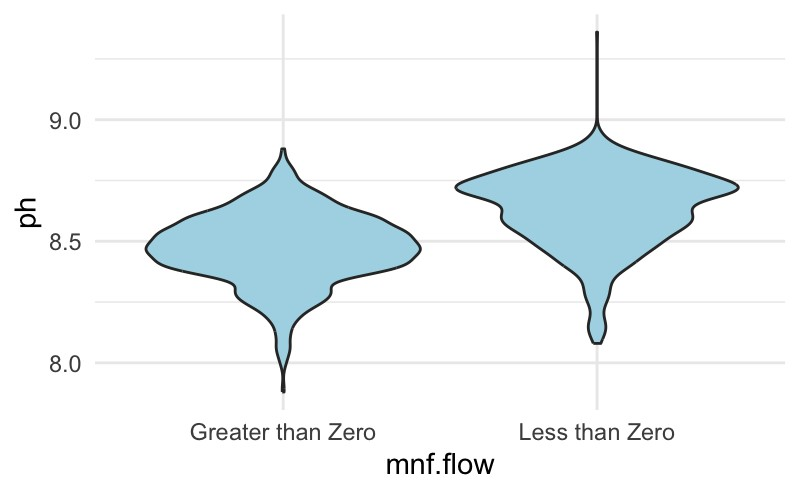 ph
9.0
8.5
8.0
Greater than Zero
Less than Zero
mnf.flow